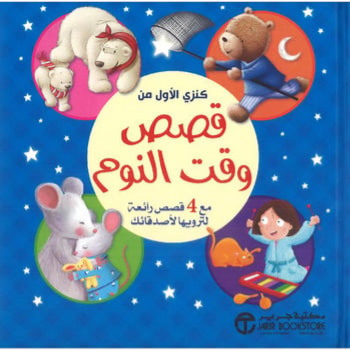 كنزي الأول من
قصص
وقت النوم
مع 4 قصص رائعة
لترويها لأصدقائك
مكتبة جرير
JARIR BOOKSTORE